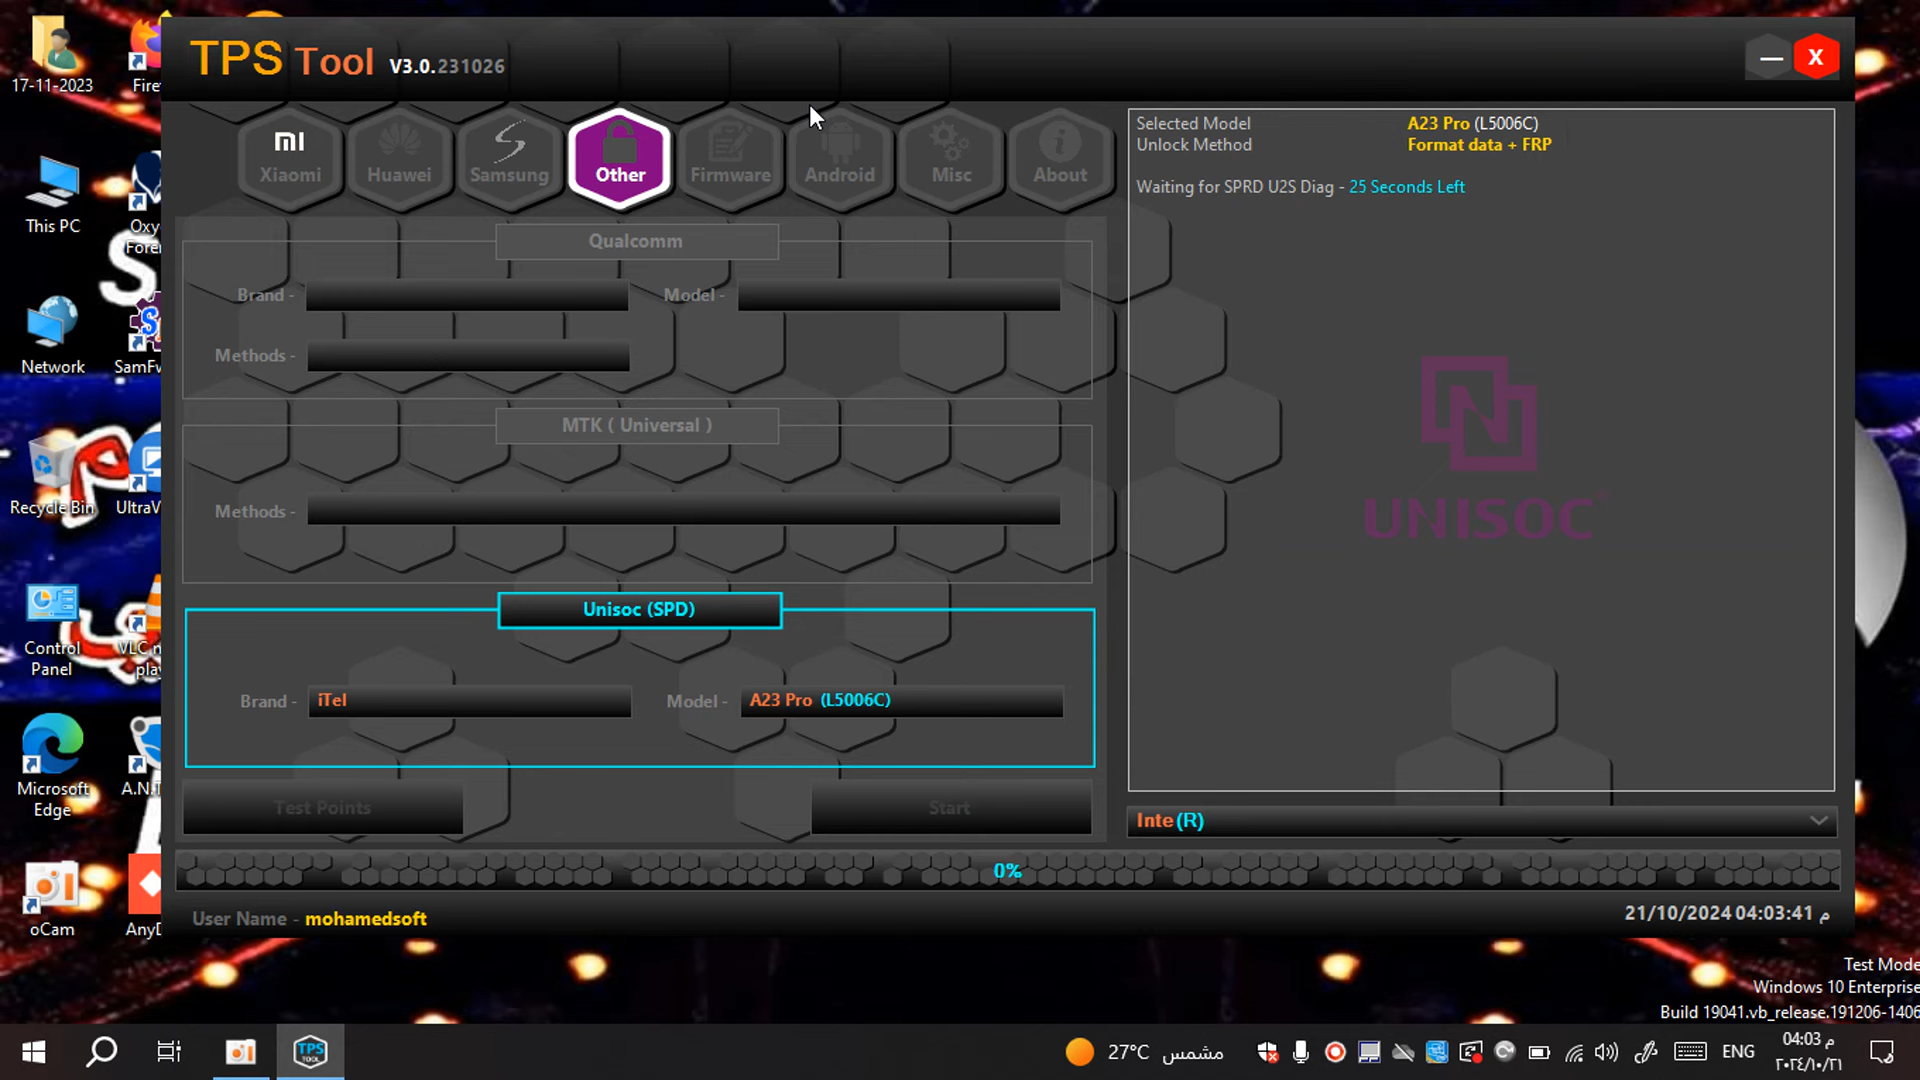 TPS Tool V3.0.231026
X
17-11-2023
Fire
This PC
Oxy
Foren
Network
SamFw
Recycle Bin
UltraV
Control
Panel
VLC m
play
Microsoft
Edge
A.N.T
oCam
AnyD
Xiaomi
Huawei
Samsung
Other
Firmware
Android
Misc
About
Selected Model A23 Pro (L5006C)
Unlock Method Format data + FRP
Waiting for SPRD U2S Diag - 25 Seconds Left
UNISOC
Qualcomm
Brand -
Model -
Methods -
MTK ( Universal )
Methods -
Unisoc (SPD)
Brand - iTel
Model - A23 Pro (L5006C)
Test Points
Start
Inte (R)
0%
User Name - mohamedsoft
21/10/2024 04:03:41 م
Test Mode
Windows 10 Enterprise
Build 19041.vb_release.191206-1406
TPS
TOOL
27°C مشمس
ENG
04:03 م
٢٠٢٤/١٠/٢١